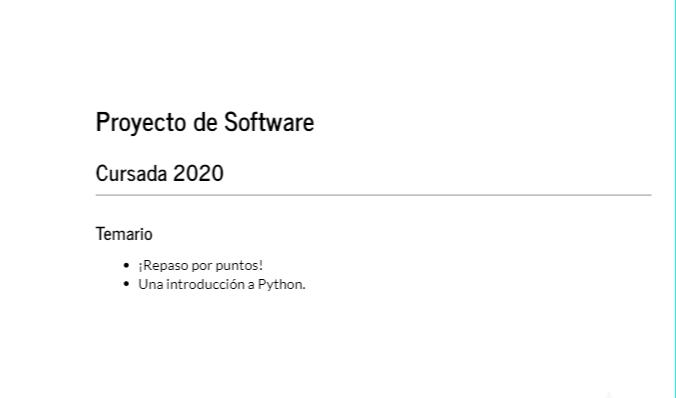 Proyecto de Software
Cursada 2020
Temario
¡Repaso por puntos!
Una introducción a Python.